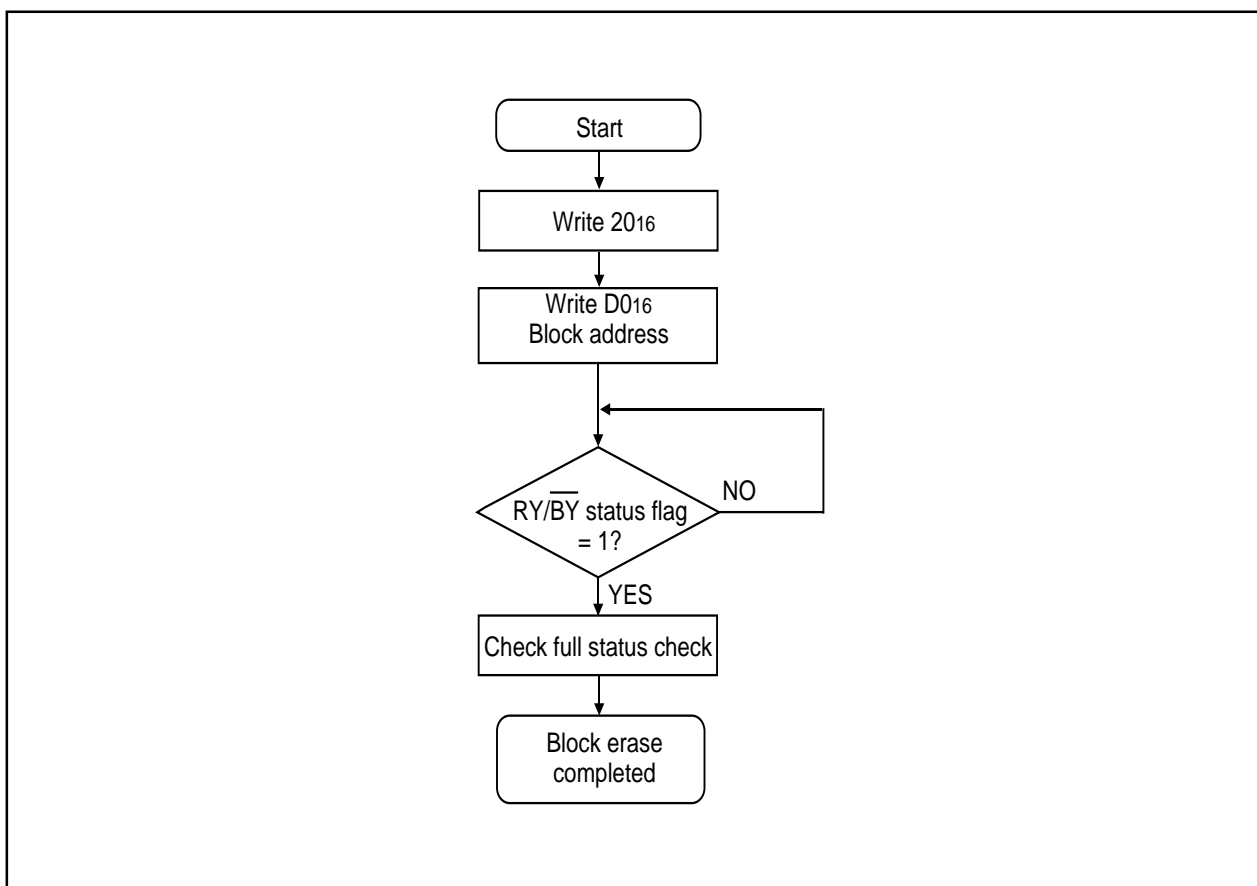 Start
Write 2016
Write D016
Block address
NO
RY/B̅Y̅ status flag
= 1?
YES
Check full status check
Block erase
completed